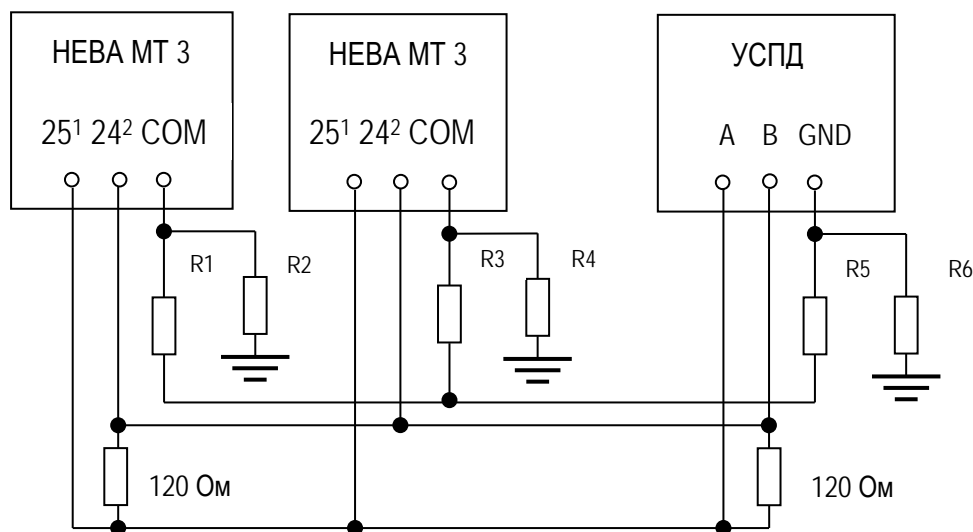 НЕВА МТ 3
25¹ 24² COM
НЕВА МТ 3
25¹ 24² COM
УСПД
A B GND
R1
R2
R3
R4
R5
R6
120 Ом
120 Ом